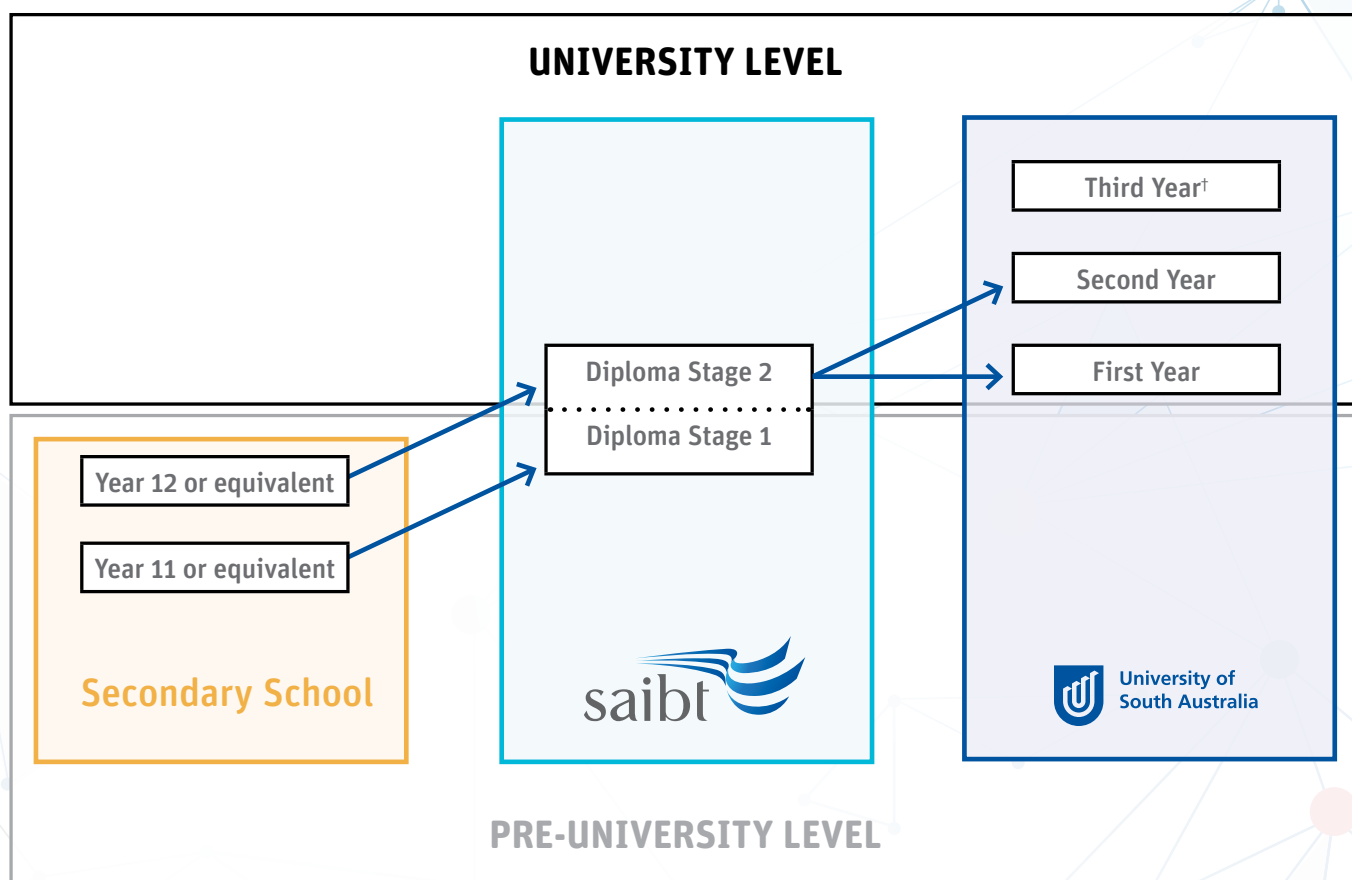 UNIVERSITY LEVEL
Third Year†
Second Year
First Year
Diploma Stage 2
Diploma Stage 1
Year 12 or equivalent
Year 11 or equivalent
Secondary School
saibt
University of
South Australia
PRE-UNIVERSITY LEVEL